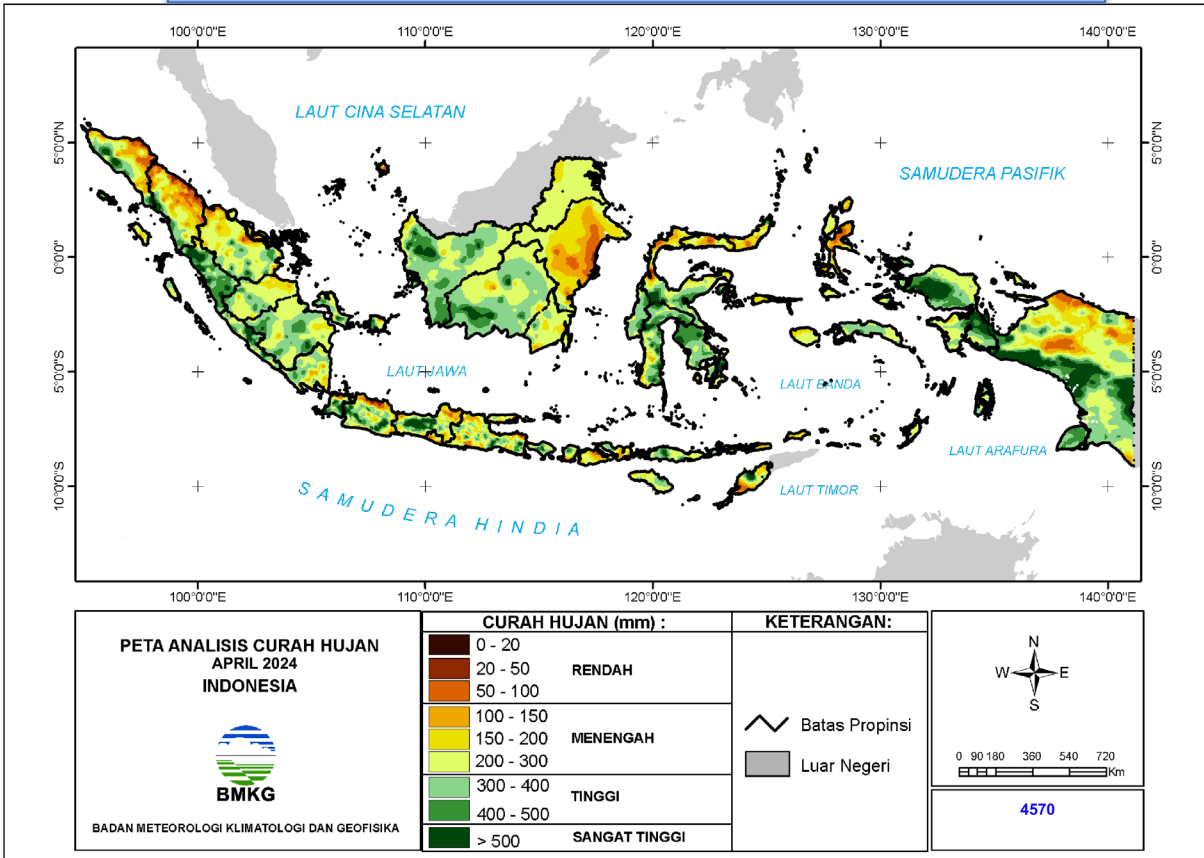 100°0'0"E 110°0'0"E 120°0'0"E 130°0'0"E 140°0'0"E
5°0'0"N 5°0'0"N
0°0'0" 0°0'0"
5°0'0"S 5°0'0"S
10°0'0"S 10°0'0"S
LAUT CINA SELATAN
SAMUDERA PASIFIK
LAUT JAWA
LAUT BANDA
LAUT ARAFURA
LAUT TIMOR
SAMUDERA HINDIA
100°0'0"E 110°0'0"E 120°0'0"E 130°0'0"E 140°0'0"E
PETA ANALISIS CURAH HUJAN
APRIL 2024
INDONESIA
BMKG
BADAN METEOROLOGI KLIMATOLOGI DAN GEOFISIKA
CURAH HUJAN (mm) :
0 - 20
20 - 50
RENDAH
50 - 100
100 - 150
150 - 200
MENENGAH
200 - 300
300 - 400
TINGGI
400 - 500
> 500
SANGAT TINGGI
KETERANGAN:
Batas Propinsi
Luar Negeri
N
W E
S
0 90 180 360 540 720
Km
4570